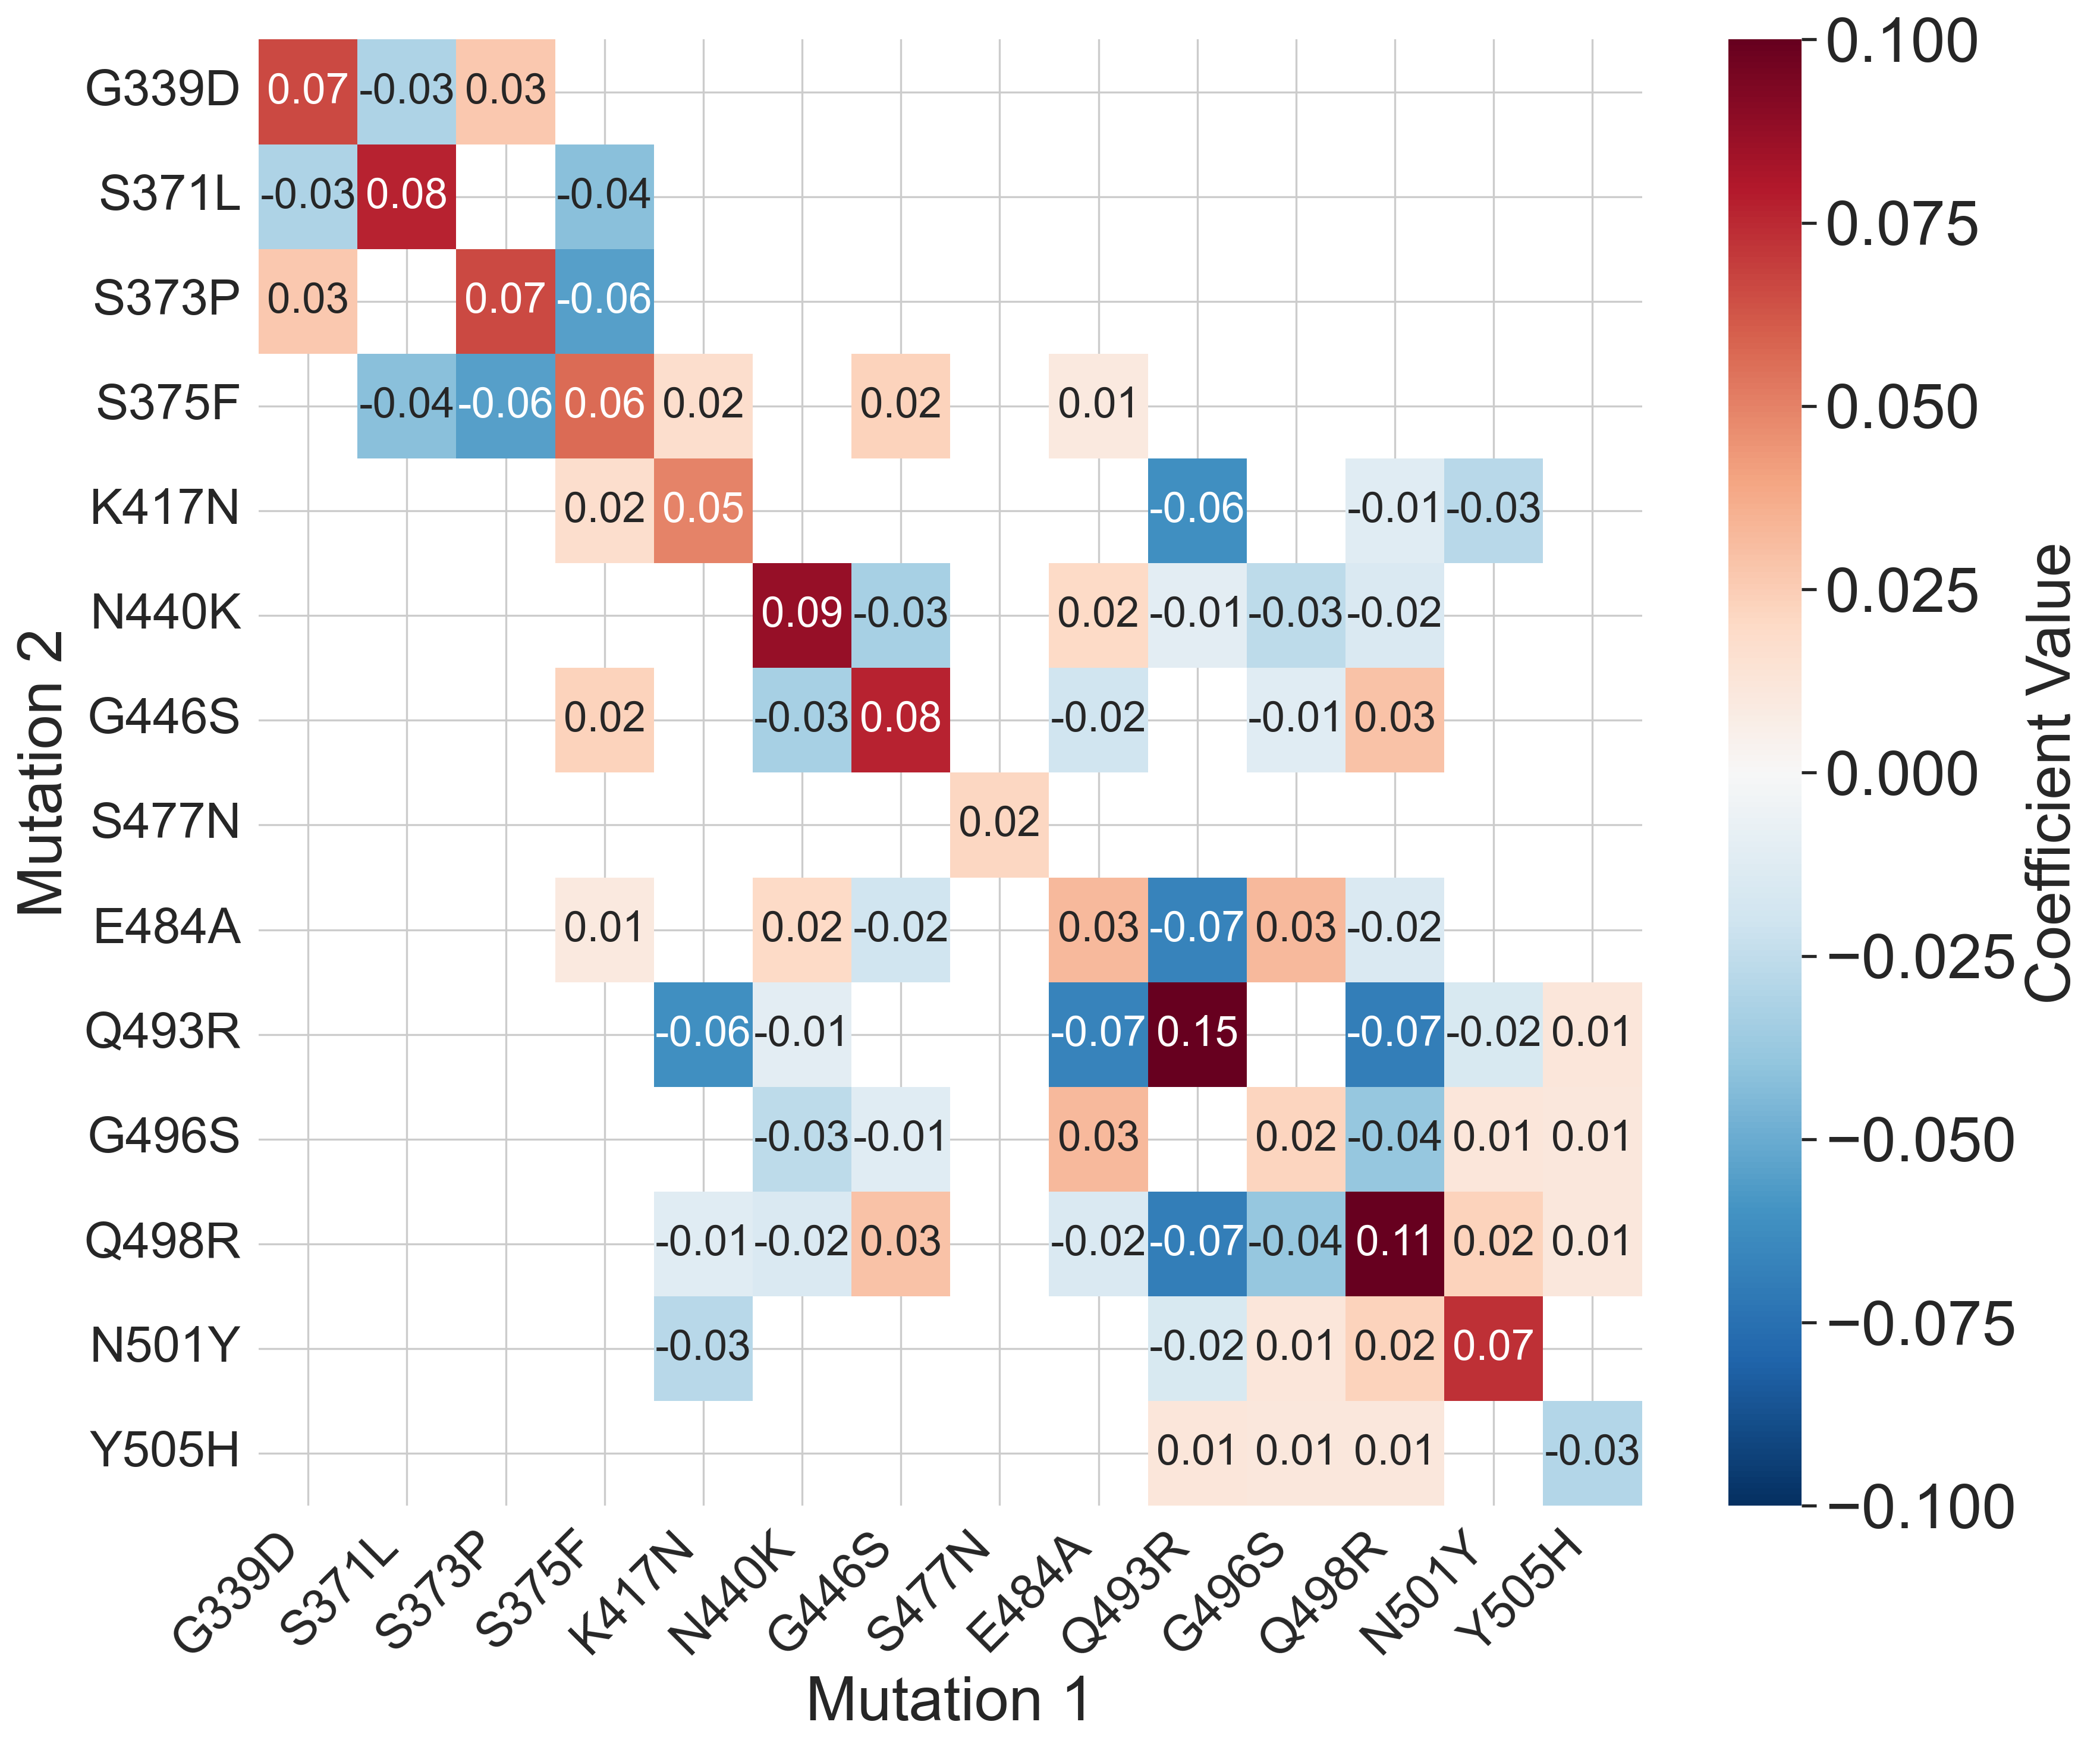 G339D 0.07 -0.03 0.03
S371L -0.03 0.08 -0.04
S373P 0.03 0.07 -0.06
S375F -0.04 -0.06 0.06 0.02 0.02 0.01
K417N 0.02 0.05 -0.06 -0.01 -0.03
N440K 0.09 -0.03 0.02 -0.01 -0.03 -0.02
G446S 0.02 -0.03 0.08 -0.02 -0.01 0.03
S477N 0.02
E484A 0.01 0.02 -0.02 0.03 -0.07 0.03 -0.02
Q493R -0.06 -0.01 -0.07 0.15 -0.07 -0.02 0.01
G496S -0.03 -0.01 0.03 0.02 -0.04 0.01 0.01
Q498R -0.01 -0.02 0.03 -0.02 -0.07 -0.04 0.11 0.02 0.01
N501Y -0.03 -0.02 0.01 0.02 0.07
Y505H 0.01 0.01 0.01 -0.03
G339D S371L S373P S375F K417N N440K G446S S477N E484A Q493R G496S Q498R N501Y Y505H
Mutation 1
Mutation 2
0.100
0.075
0.050
0.025
0.000
−0.025
−0.050
−0.075
−0.100
Coefficient Value